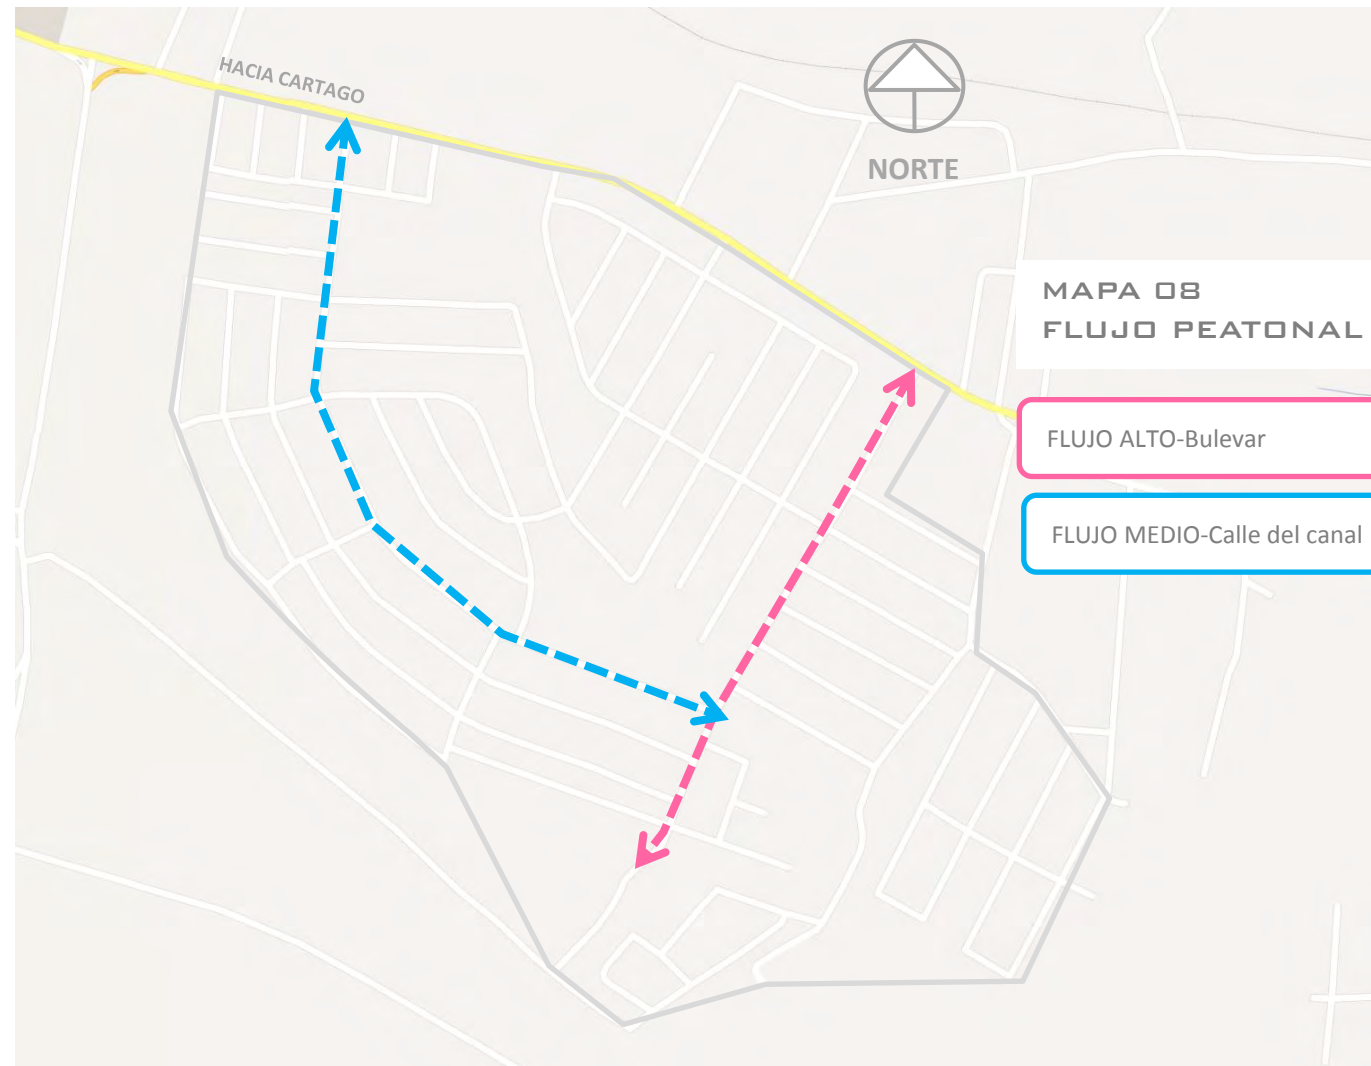 HACIA CARTAGO
NORTE
MAPA 08
FLUJO PEATONAL
FLUJO ALTO-Bulevar
FLUJO MEDIO-Calle del canal